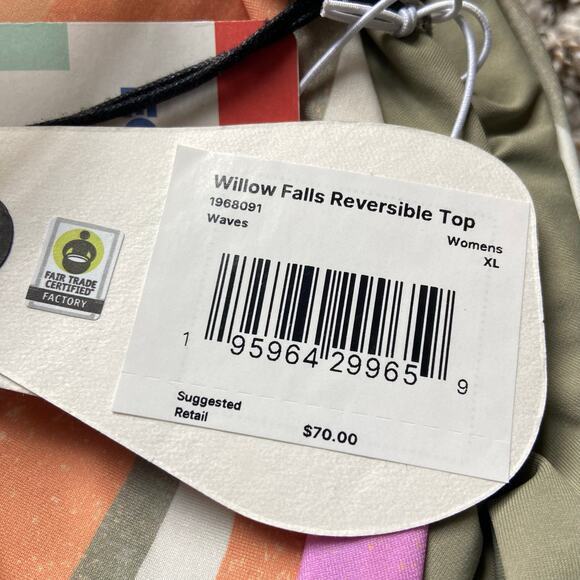 Willow Falls Reversible Top
1968091
Waves
Womens
XL
1 95964 29965 9
Suggested
Retail
$70.00
FAIR TRADE
CERTIFIED™
FACTORY